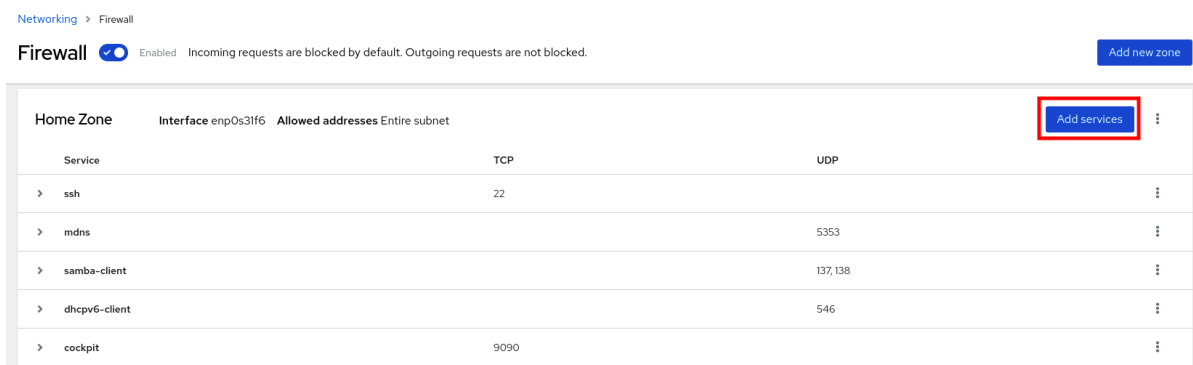 Networking > Firewall
Firewall Enabled Incoming requests are blocked by default. Outgoing requests are not blocked. Add new zone
Home Zone Interface enp0s31f6 Allowed addresses Entire subnet Add services
Service TCP UDP
ssh 22
mdns 5353
samba-client 137, 138
dhcpv6-client 546
cockpit 9090